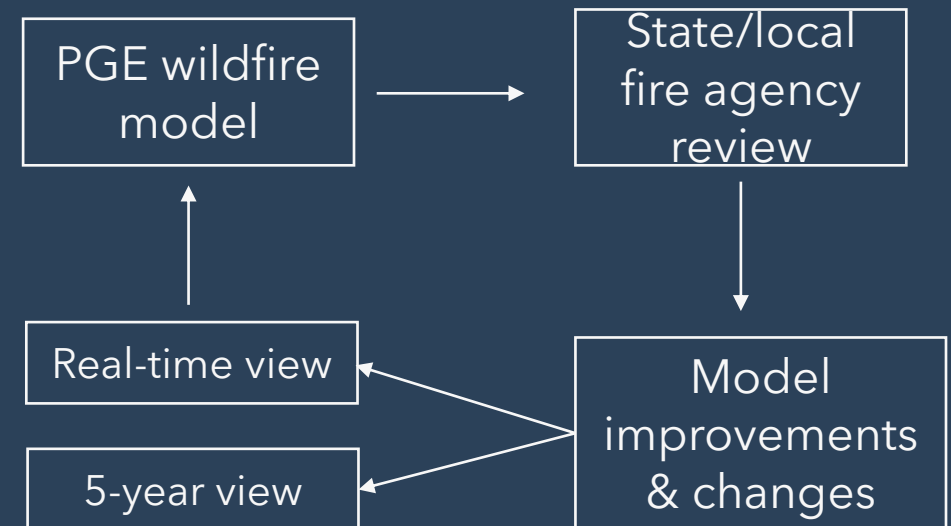 PGE wildfire
model
State/local
fire agency
review
Real-time view
5-year view
Model
improvements
& changes